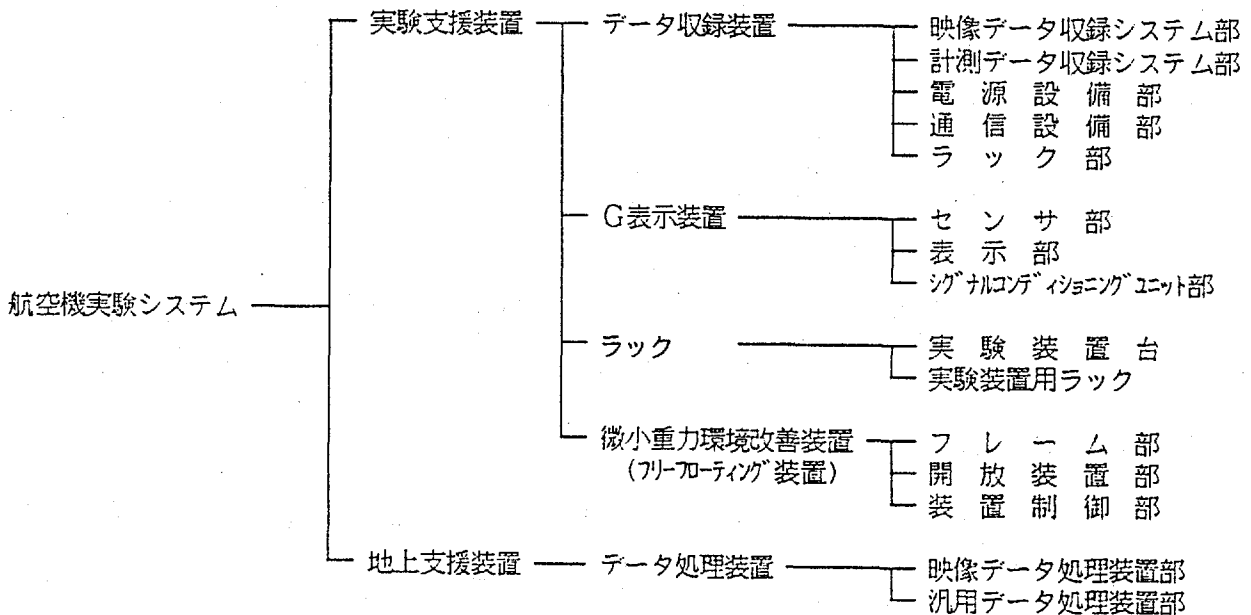 実験支援装置 データ収録装置 映像データ収録システム部
計測データ収録システム部
電源設備部
通信設備部
ラック部
G表示装置 センサ部
表示部
シグナルコンディショニングユニット部
航空機実験システム
ラック 実験装置台
実験装置用ラック
微小重力環境改善装置 フレーム部
(フリーフローティング装置) 開放装置部
装置制御部
地上支援装置 データ処理装置 映像データ処理装置部
汎用データ処理装置部